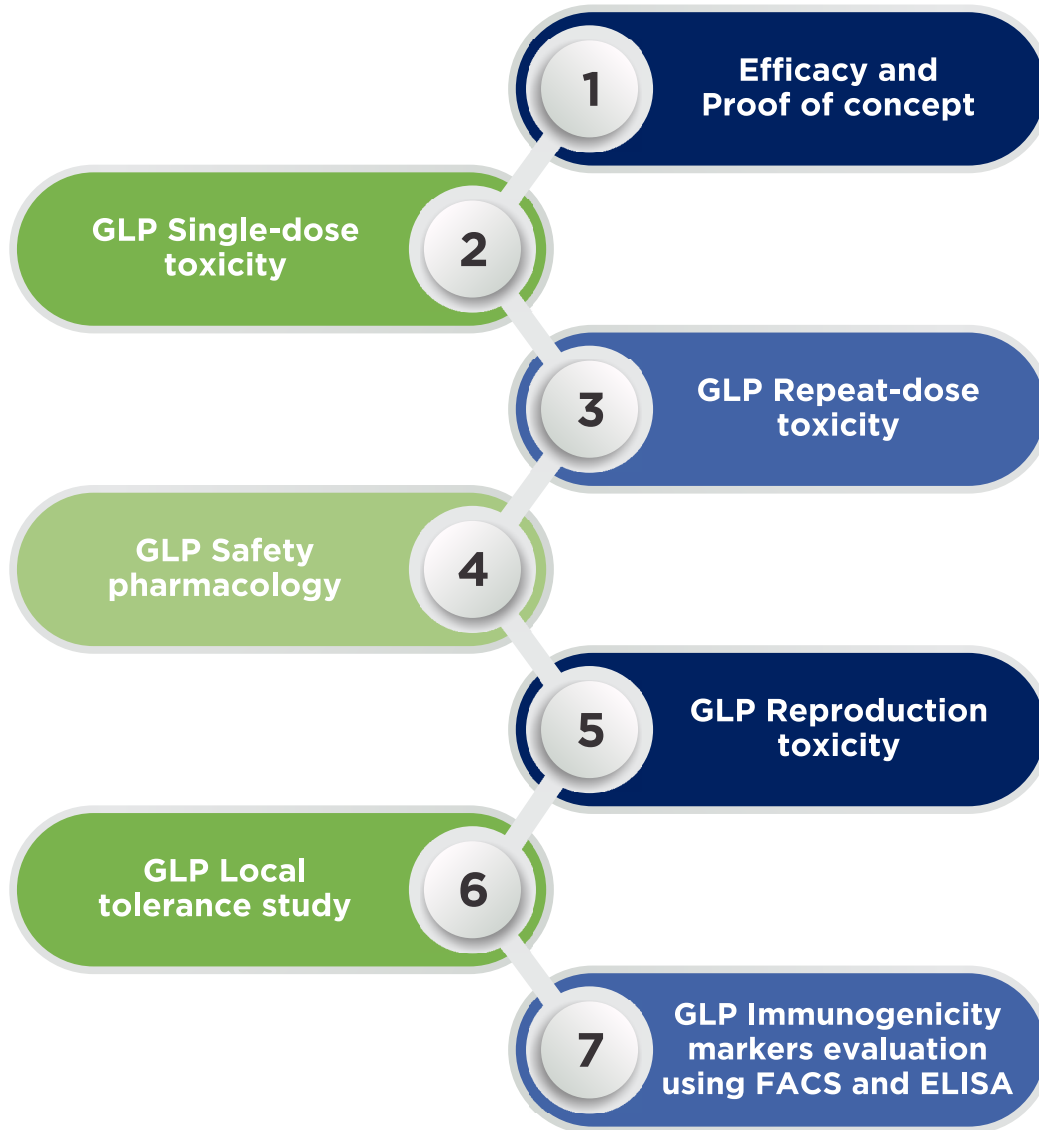 1
Efficacy and
Proof of concept
GLP Single-dose
toxicity
2
3
GLP Repeat-dose
toxicity
GLP Safety
pharmacology
4
5
GLP Reproduction
toxicity
GLP Local
tolerance study
6
7
GLP Immunogenicity
markers evaluation
using FACS and ELISA